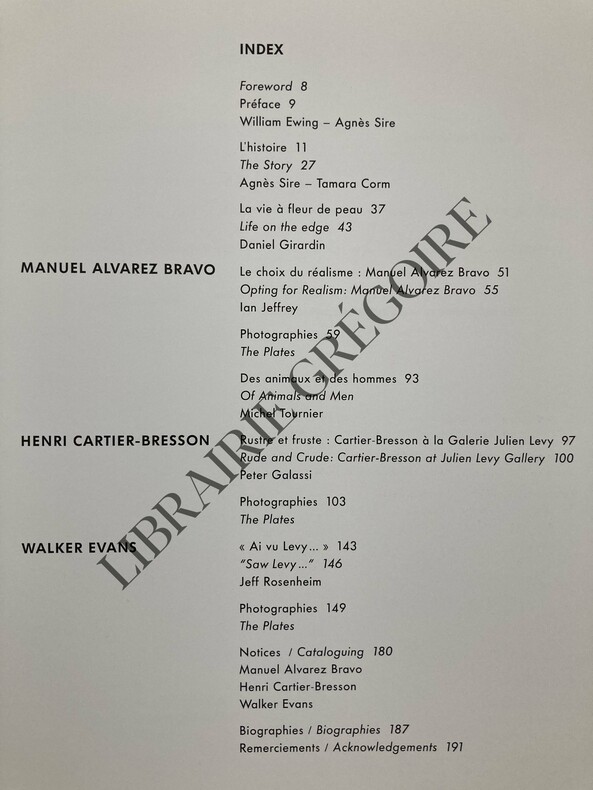 INDEX
Foreword 8
Préface 9
William Ewing – Agnès Sire
L'histoire 11
The Story 27
Agnès Sire – Tamara Corm
La vie à fleur de peau 37
Life on the edge 43
Daniel Girardin
MANUEL ALVAREZ BRAVO
Le choix du réalisme : Manuel Alvarez Bravo 51
Opting for Realism: Manuel Alvarez Bravo 55
Ian Jeffrey
Photographies 59
The Plates
Des animaux et des hommes 93
Of Animals and Men
Michel Tournier
HENRI CARTIER-BRESSON
Rustre et fruste : Cartier-Bresson à la Galerie Julien Levy 97
Rude and Crude: Cartier-Bresson at Julien Levy Gallery 100
Peter Galassi
Photographies 103
The Plates
WALKER EVANS
« Ai vu Levy... » 143
"Saw Levy..." 146
Jeff Rosenheim
Photographies 149
The Plates
Notices / Cataloguing 180
Manuel Alvarez Bravo
Henri Cartier-Bresson
Walker Evans
Biographies / Biographies 187
Remerciements / Acknowledgements 191
LIBRAIRIE GRÉGOIRE